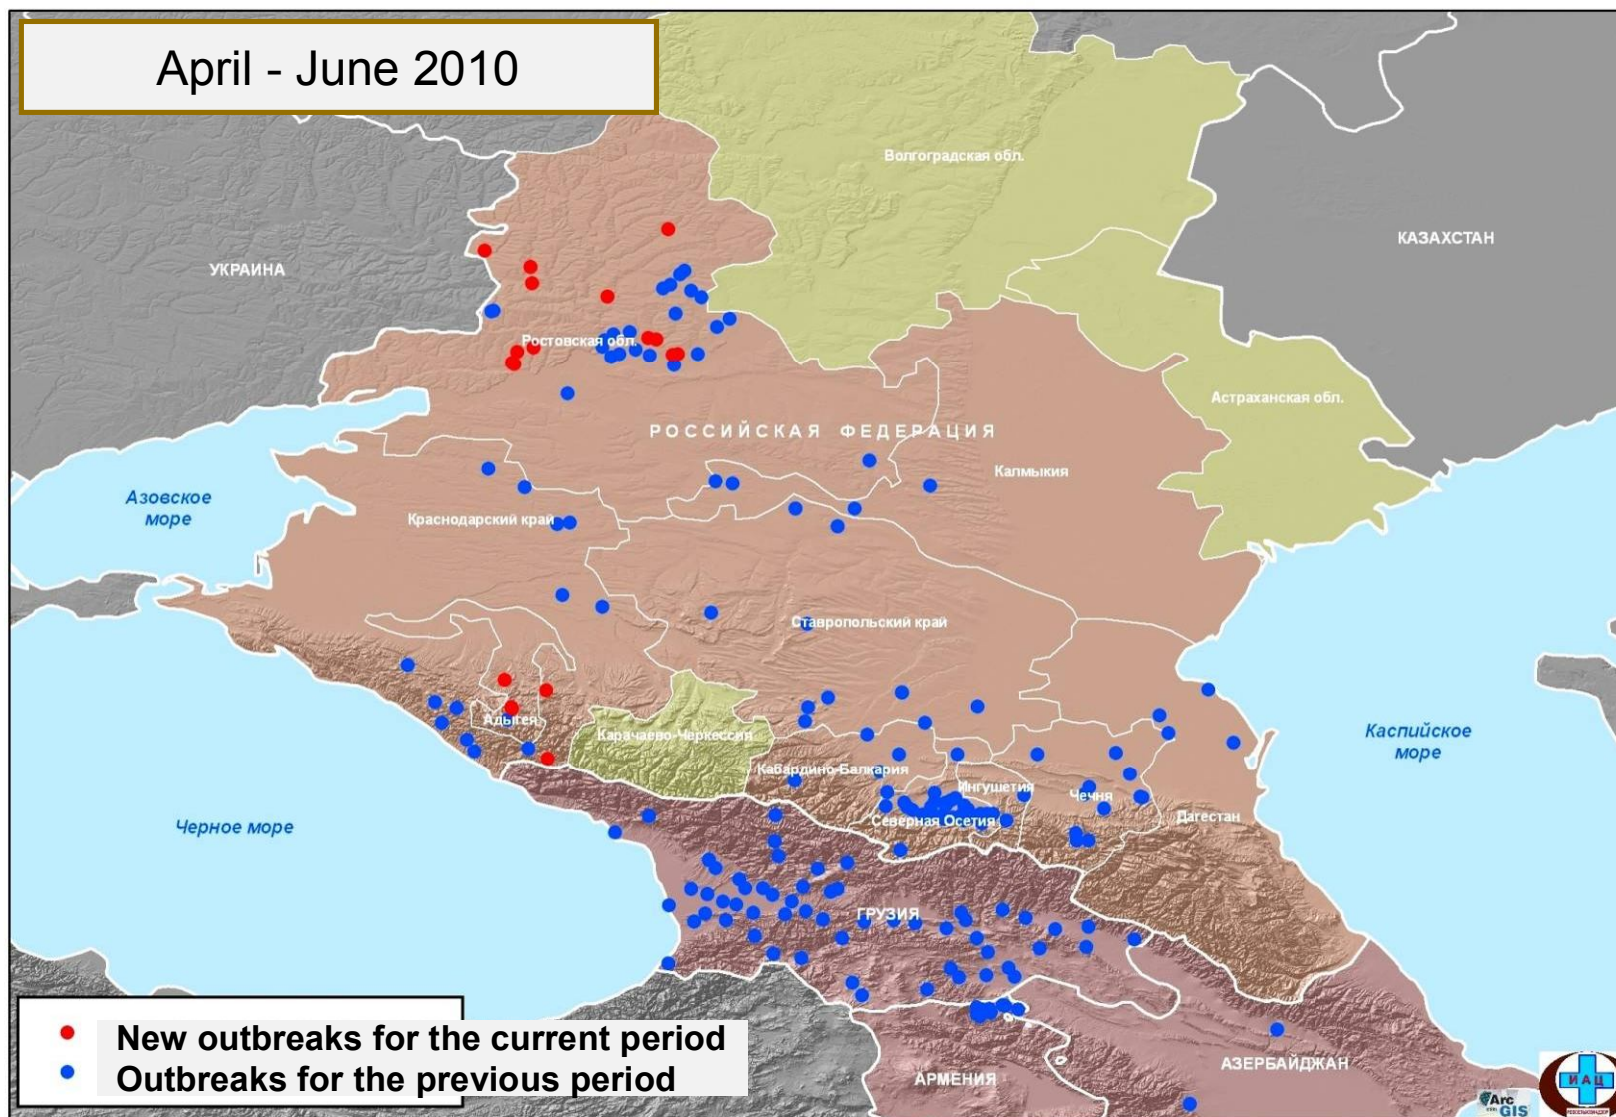 April - June 2010
Волгоградская обл.
КАЗАХСТАН
УКРАИНА
Ростовская обл.
Астраханская обл.
РОССИЙСКАЯ ФЕДЕРАЦИЯ
Калмыкия
Азовское
море
Краснодарский край
Ставропольский край
Адыгея
Карачаево-Черкессия
Каспийское
море
Кабардино-Балкария
Ингушетия
Чечня
Северная Осетия
Дагестан
Черное море
ГРУЗИЯ
New outbreaks for the current period
Outbreaks for the previous period
АРМЕНИЯ
АЗЕРБАЙДЖАН
ИАЦ
Arc
GIS